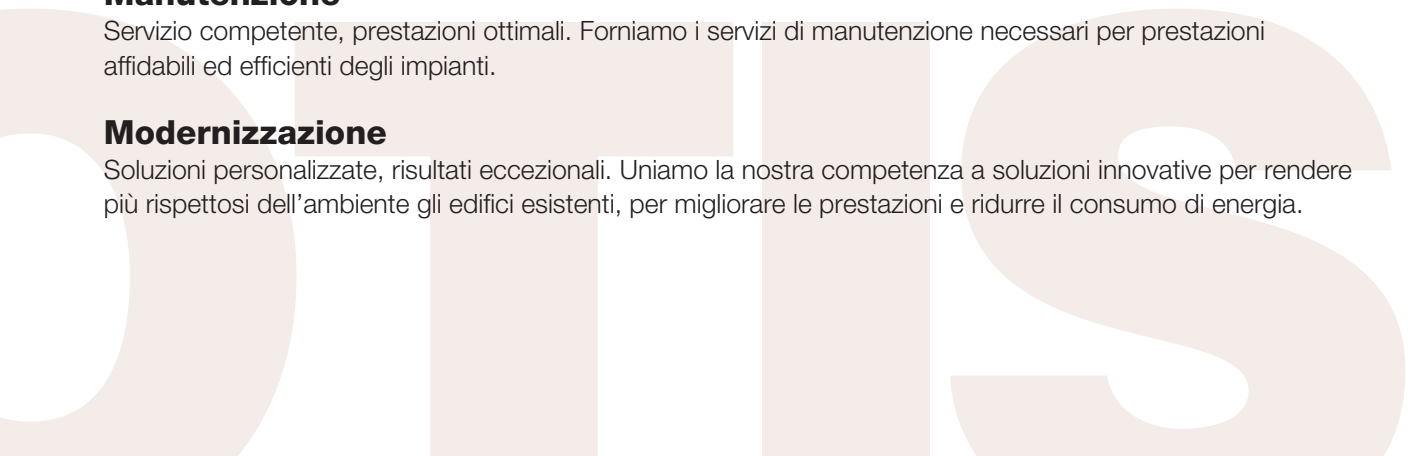 Manutenzione
Servizio competente, prestazioni ottimali. Forniamo i servizi di manutenzione necessari per prestazioni
affidabili ed efficienti degli impianti.
Modernizzazione
Soluzioni personalizzate, risultati eccezionali. Uniamo la nostra competenza a soluzioni innovative per rendere
più rispettosi dell’ambiente gli edifici esistenti, per migliorare le prestazioni e ridurre il consumo di energia.
OTIS